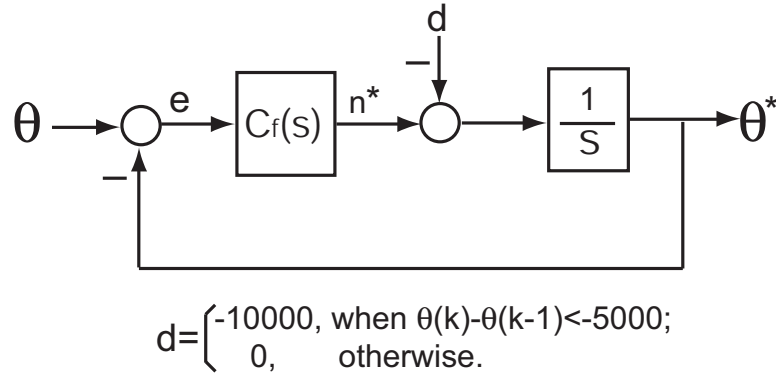 d
−
θ
e
Cf(s)
n*
1
S
θ*
−
d={-10000, when θ(k)-θ(k-1)<-5000;
0, otherwise.